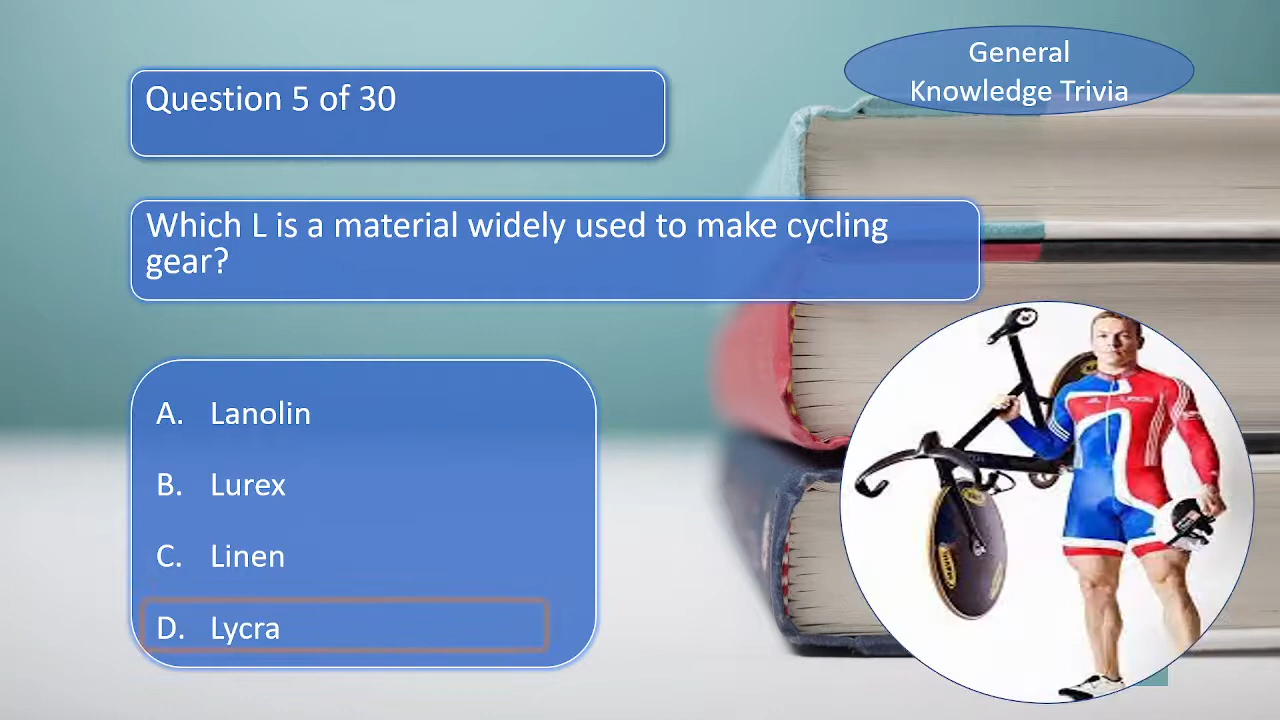 General
Knowledge Trivia
Question 5 of 30
Which L is a material widely used to make cycling
gear?
A. Lanolin
B. Lurex
C. Linen
D. Lycra